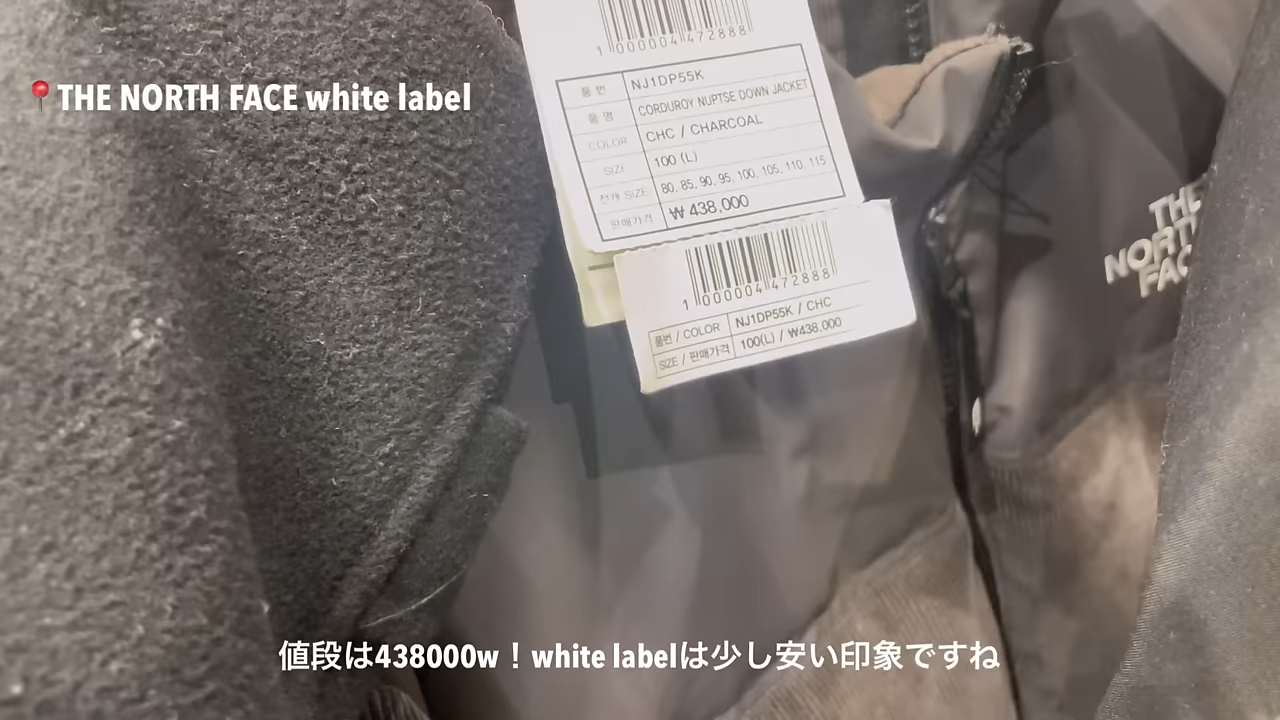 THE NORTH FACE white label
1 000004 472888
품 번 NJ1DP55K
품 명 CORDUROY NUPTSE DOWN JACKET
COLOR CHC / CHARCOAL
SIZE 100 (L)
전개 SIZE 80, 85, 90, 95, 100, 105, 110, 115
판매가격 ₩ 438,000
1 000004 472888
품번 / COLOR NJ1DP55K / CHC
SIZE / 판매가격 100(L) / ₩438,000
THE
NORTH
FAC
値段は438000w！white labelは少し安い印象ですね